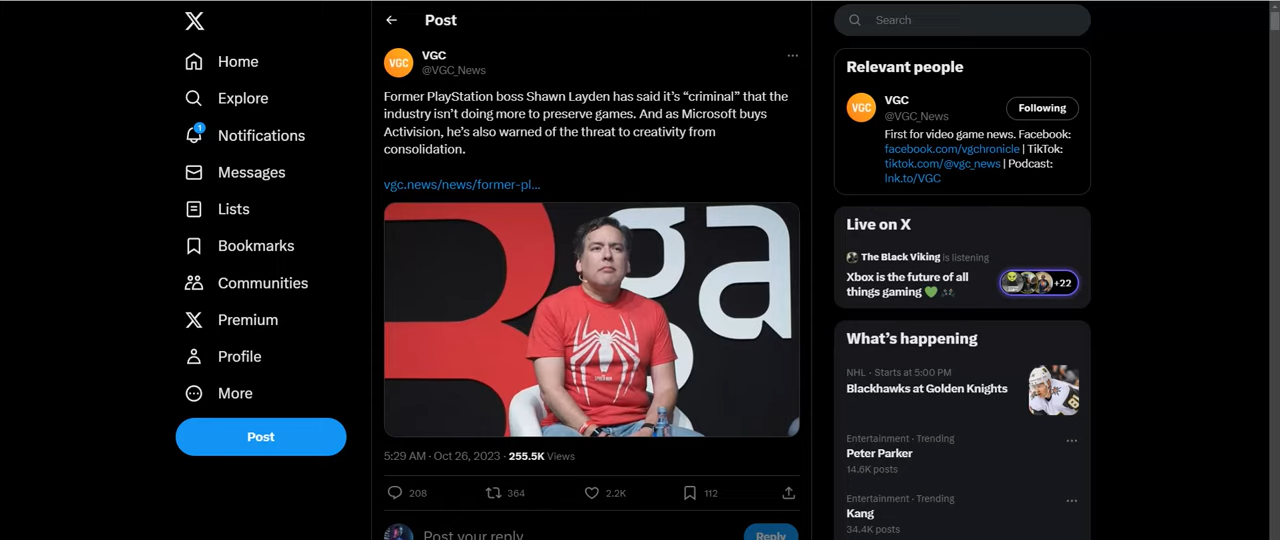 Home
Explore
1
Notifications
Messages
Lists
Bookmarks
Communities
Premium
Profile
More
Post
Post
VGC
VGC
@VGC_News
Former PlayStation boss Shawn Layden has said it's “criminal” that the
industry isn't doing more to preserve games. And as Microsoft buys
Activision, he's also warned of the threat to creativity from
consolidation.
vgc.news/news/former-pl...
ga
5:29 AM · Oct 26, 2023 · 255.5K Views
208 364 2.2K 112
Post your reply
Reply
Search
Relevant people
VGC
VGC
@VGC_News
Following
First for video game news. Facebook:
facebook.com/vgchronicle | TikTok:
tiktok.com/@vgc_news | Podcast:
lnk.to/VGC
Live on X
The Black Viking is listening
Xbox is the future of all
things gaming
+22
What's happening
NHL · Starts at 5:00 PM
Blackhawks at Golden Knights
Entertainment · Trending
Peter Parker
14.6K posts
Entertainment · Trending
Kang
34.4K posts